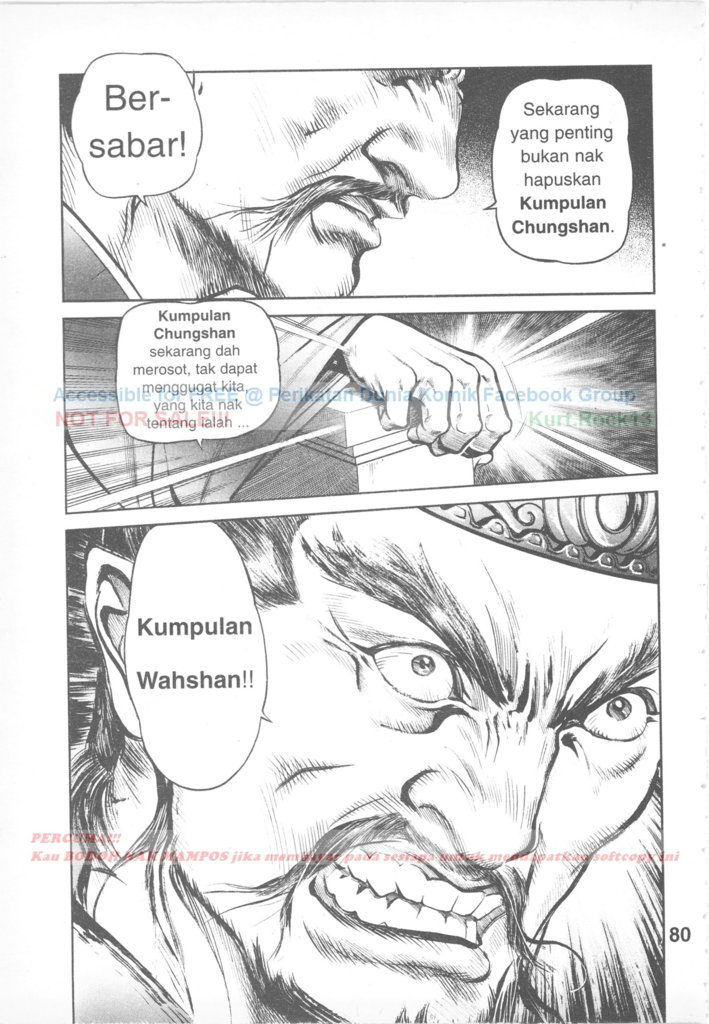 Ber-
sabar!
Sekarang
yang penting
bukan nak
hapuskan
Kumpulan
Chungshan.
Kumpulan
Chungshan
sekarang dah
merosot, tak dapat
menggugat kita
yang kita nak
tentang ialah ...
Accessible for FREE @ Perikatan Dunia Komik Facebook Group
NOT FOR SALE!!!
Kurt.Rock13
Kumpulan
Wahshan!!
PERCUMA!!!
Kau BODOH NAK MAMPOS jika membayar pada sesiapa untuk mendapatkan softcopy ini
80